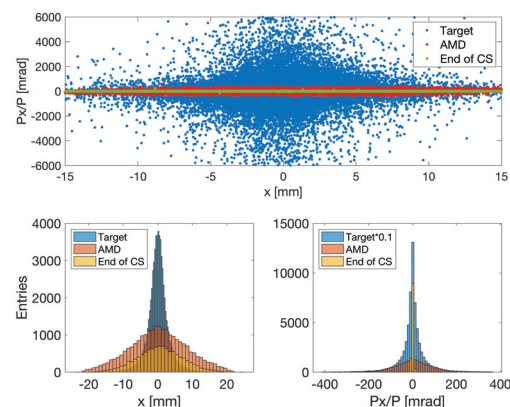 6000
4000
2000
0
-2000
-4000
-6000
Px/P [mrad]
Target
AMD
End of CS
-15 -10 -5 0 5 10 15
x [mm]
4000
3000
2000
1000
0
Entries
Target
AMD
End of CS
-20 -10 0 10 20
x [mm]
15000
10000
5000
0
Target*0.1
AMD
End of CS
-400 -200 0 200 400
Px/P [mrad]